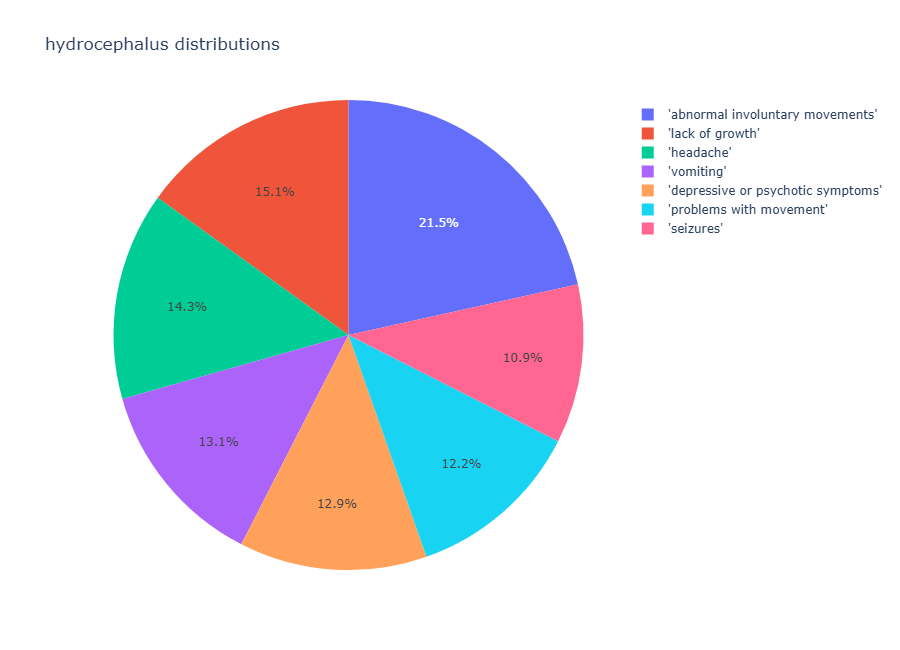 hydrocephalus distributions
'abnormal involuntary movements'
'lack of growth'
'headache'
'vomiting'
'depressive or psychotic symptoms'
'problems with movement'
'seizures'
15.1%
21.5%
14.3%
10.9%
13.1%
12.2%
12.9%